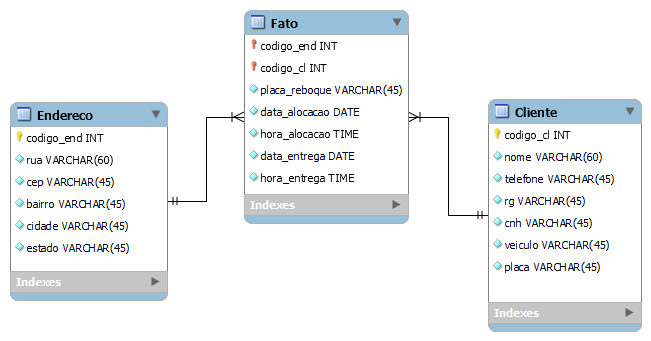 Fato
codigo_end INT
codigo_cl INT
placa_reboque VARCHAR(45)
data_alocacao DATE
hora_alocacao TIME
data_entrega DATE
hora_entrega TIME
Indexes
Endereco
codigo_end INT
rua VARCHAR(60)
cep VARCHAR(45)
bairro VARCHAR(45)
cidade VARCHAR(45)
estado VARCHAR(45)
Indexes
Cliente
codigo_cl INT
nome VARCHAR(60)
telefone VARCHAR(45)
rg VARCHAR(45)
cnh VARCHAR(45)
veiculo VARCHAR(45)
placa VARCHAR(45)
Indexes